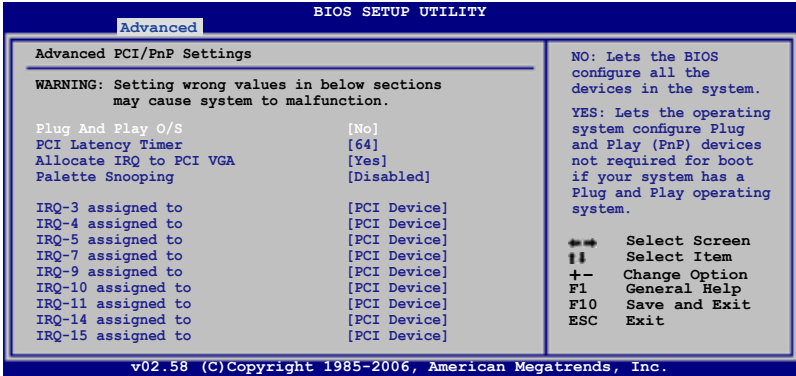 BIOS SETUP UTILITY
Advanced
Advanced PCI/PnP Settings
WARNING: Setting wrong values in below sections
may cause system to malfunction.
Plug And Play O/S [No]
PCI Latency Timer [64]
Allocate IRQ to PCI VGA [Yes]
Palette Snooping [Disabled]
IRQ-3 assigned to [PCI Device]
IRQ-4 assigned to [PCI Device]
IRQ-5 assigned to [PCI Device]
IRQ-7 assigned to [PCI Device]
IRQ-9 assigned to [PCI Device]
IRQ-10 assigned to [PCI Device]
IRQ-11 assigned to [PCI Device]
IRQ-14 assigned to [PCI Device]
IRQ-15 assigned to [PCI Device]
NO: Lets the BIOS
configure all the
devices in the system.
YES: Lets the operating
system configure Plug
and Play (PnP) devices
not required for boot
if your system has a
Plug and Play operating
system.
←→ Select Screen
↑↓ Select Item
+- Change Option
F1 General Help
F10 Save and Exit
ESC Exit
v02.58 (C)Copyright 1985-2006, American Megatrends, Inc.